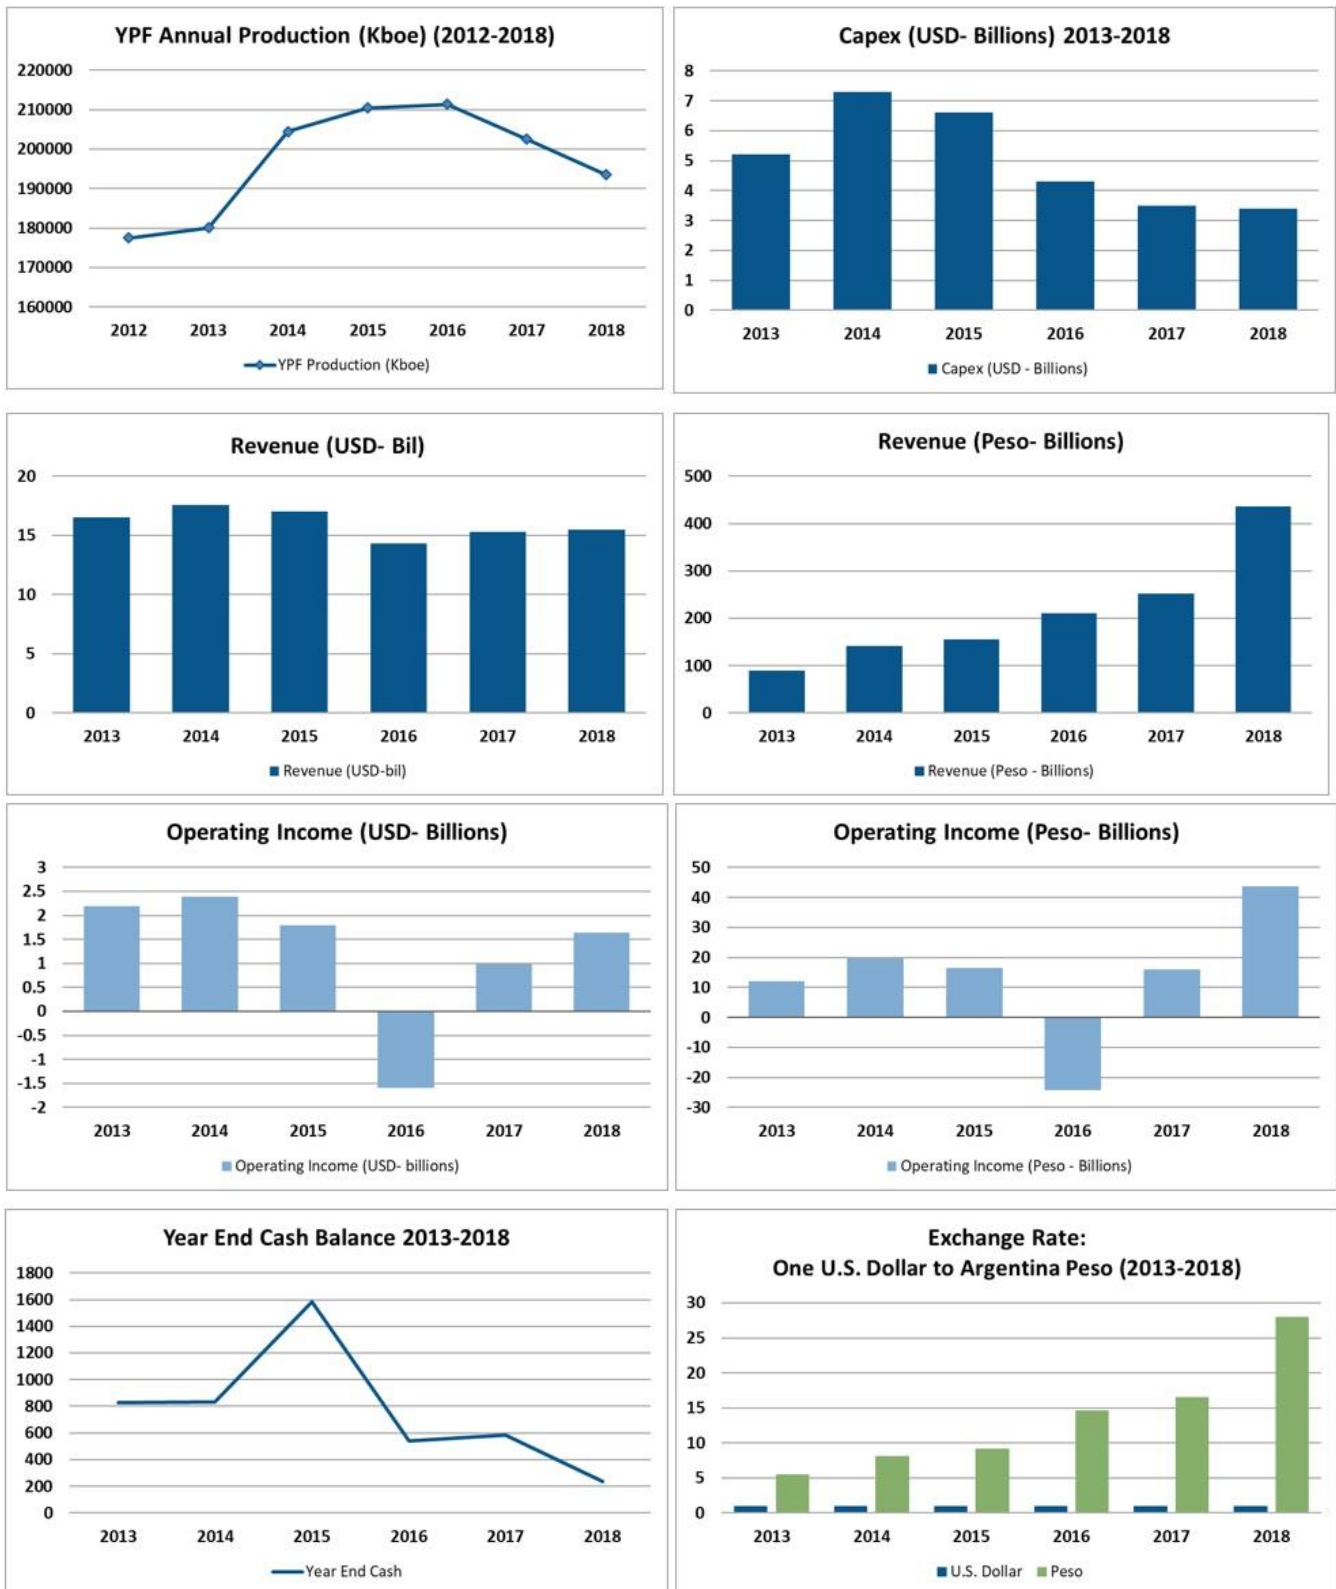 YPF Annual Production (Kboe) (2012-2018)
220000
210000
200000
190000
180000
170000
160000
2012 2013 2014 2015 2016 2017 2018
YPF Production (Kboe)
Capex (USD- Billions) 2013-2018
8
7
6
5
4
3
2
1
0
2013 2014 2015 2016 2017 2018
Capex (USD - Billions)
Revenue (USD- Bil)
20
15
10
5
0
2013 2014 2015 2016 2017 2018
Revenue (USD-bil)
Revenue (Peso- Billions)
500
400
300
200
100
0
2013 2014 2015 2016 2017 2018
Revenue (Peso - Billions)
Operating Income (USD- Billions)
3
2.5
2
1.5
1
0.5
0
-0.5
-1
-1.5
-2
2013 2014 2015 2016 2017 2018
Operating Income (USD- billions)
Operating Income (Peso- Billions)
50
40
30
20
10
0
-10
-20
-30
2013 2014 2015 2016 2017 2018
Operating Income (Peso - Billions)
Year End Cash Balance 2013-2018
1800
1600
1400
1200
1000
800
600
400
200
0
2013 2014 2015 2016 2017 2018
Year End Cash
Exchange Rate:
One U.S. Dollar to Argentina Peso (2013-2018)
30
25
20
15
10
5
0
2013 2014 2015 2016 2017 2018
U.S. Dollar Peso